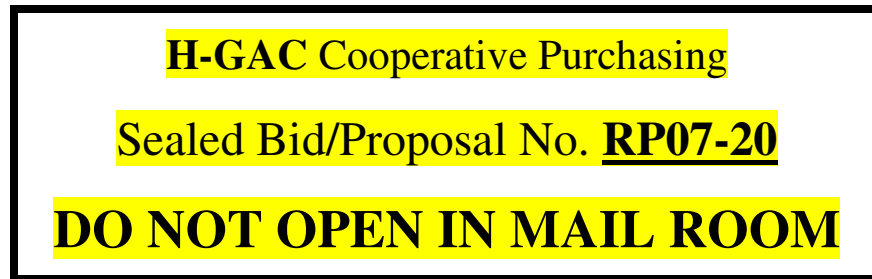 H-GAC Cooperative Purchasing
Sealed Bid/Proposal No. RP07-20
DO NOT OPEN IN MAIL ROOM